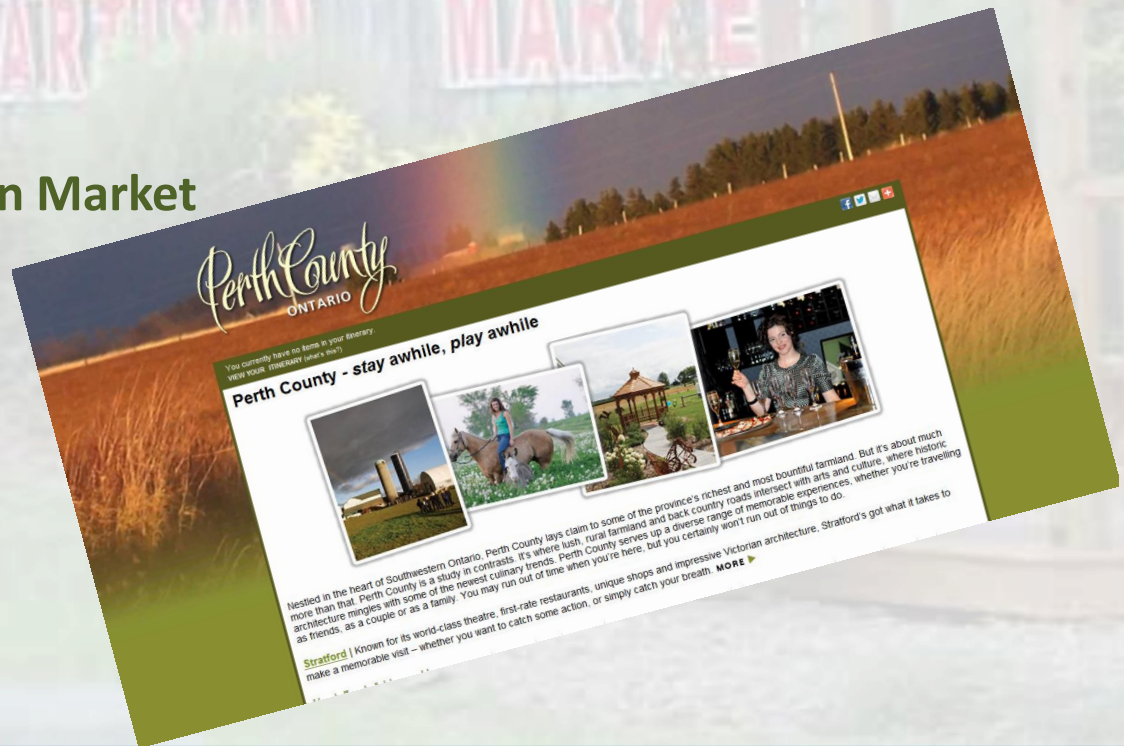 MARKE
n Market
Perth County
ONTARIO
You currently have no items in your itinerary.
VIEW YOUR ITINERARY (what's this?)
Perth County - stay awhile, play awhile
Nestled in the heart of Southwestern Ontario, Perth County lays claim to some of the province's richest and most bountiful farmland. But it's about much
more than that. Perth County is a study in contrasts. It's where lush, rural farmland and back country roads intersect with arts and culture, where historic
architecture mingles with some of the newest culinary trends. Perth County serves up a diverse range of memorable experiences, whether you're travelling
as friends, as a couple or as a family. You may run out of time when you're here, but you certainly won't run out of things to do.
Stratford | Known for its world-class theatre, first-rate restaurants, unique shops and impressive Victorian architecture, Stratford's got what it takes to
make a memorable visit – whether you want to catch some action, or simply catch your breath. MORE